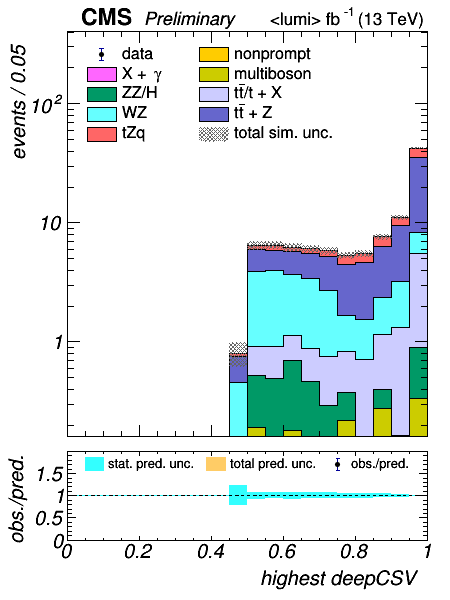 CMS Preliminary <lumi> fb⁻¹ (13 TeV)
events / 0.05
10²
10
1
data
nonprompt
X + γ
multiboson
ZZ/H
tt̄/t + X
WZ
tt̄ + Z
tZq
total sim. unc.
obs./pred.
1.5
1
0.5
0
stat. pred. unc.
total pred. unc.
obs./pred.
0 0.2 0.4 0.6 0.8 1
highest deepCSV